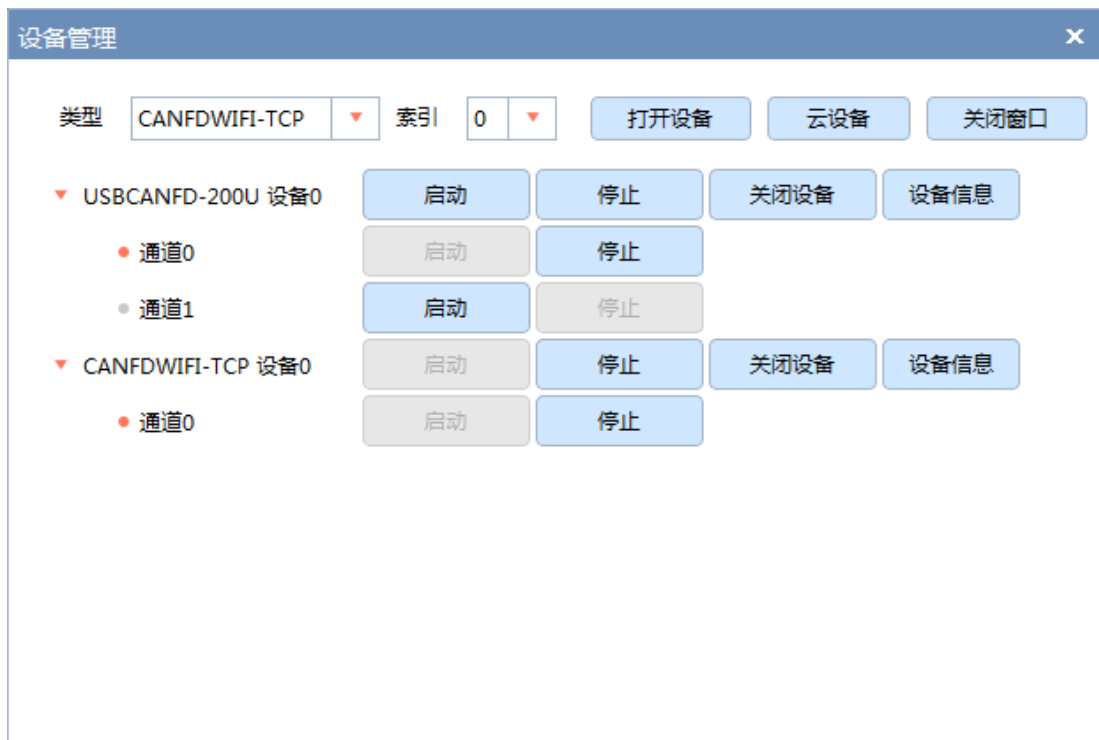 设备管理
类型 CANFDWIFI-TCP 索引 0 打开设备 云设备 关闭窗口
USBCANFD-200U 设备0 启动 停止 关闭设备 设备信息
通道0 启动 停止
通道1 启动 停止
CANFDWIFI-TCP 设备0 启动 停止 关闭设备 设备信息
通道0 启动 停止